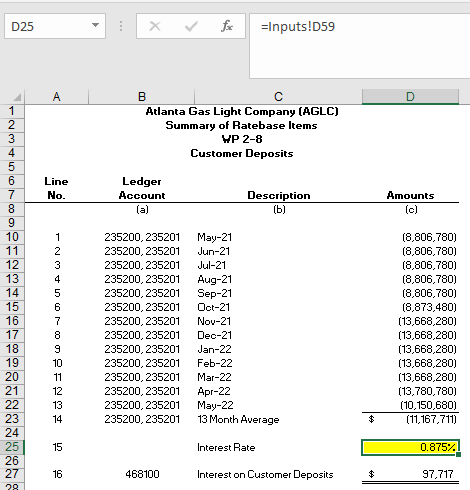 D25 fx =Inputs!D59
A B C D
1 Atlanta Gas Light Company (AGLC)
2 Summary of Ratebase Items
3 WP 2-8
4 Customer Deposits
5
6 Line Ledger
7 No. Account Description Amounts
8 (a) (b) (c)
9
10 1 235200, 235201 May-21 (8,806,780)
11 2 235200, 235201 Jun-21 (8,806,780)
12 3 235200, 235201 Jul-21 (8,806,780)
13 4 235200, 235201 Aug-21 (8,806,780)
14 5 235200, 235201 Sep-21 (8,806,780)
15 6 235200, 235201 Oct-21 (8,873,480)
16 7 235200, 235201 Nov-21 (13,668,280)
17 8 235200, 235201 Dec-21 (13,668,280)
18 9 235200, 235201 Jan-22 (13,668,280)
19 10 235200, 235201 Feb-22 (13,668,280)
20 11 235200, 235201 Mar-22 (13,668,280)
21 12 235200, 235201 Apr-22 (13,780,780)
22 13 235200, 235201 May-22 (10,150,680)
23 14 235200, 235201 13 Month Average $ (11,167,711)
24
25 15 Interest Rate 0.875%
26
27 16 468100 Interest on Customer Deposits $ 97,717
28